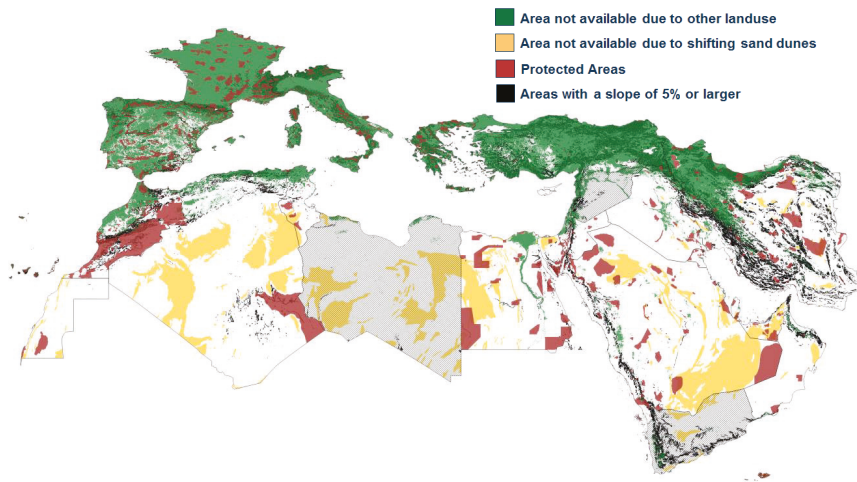 Area not available due to other landuse
Area not available due to shifting sand dunes
Protected Areas
Areas with a slope of 5% or larger